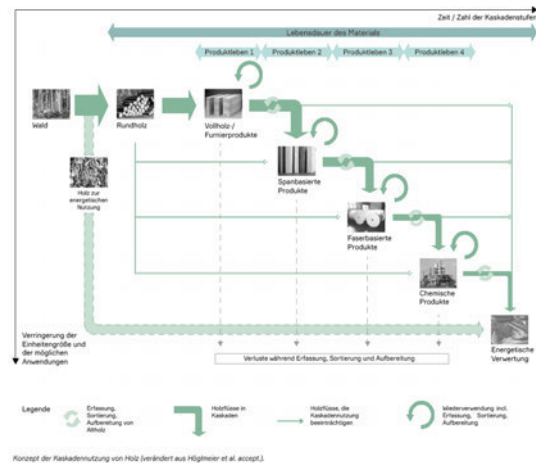 Zeit / Zahl der Kaskadenstufen
Lebensdauer des Materials
Produktleben 1
Produktleben 2
Produktleben 3
Produktleben 4
Wald
Rundholz
Vollholz-/
Furnierprodukte
Holz zur
energetischen
Nutzung
Spanbasierte
Produkte
Faserbasierte
Produkte
Chemische
Produkte
Energetische
Verwertung
Verringerung der
Einheitengröße und
der möglichen
Anwendungen
Verluste während Erfassung, Sortierung und Aufbereitung
Legende
Erfassung,
Sortierung,
Aufbereitung von
Altholz
Holzflüsse in
Kaskaden
Holzflüsse, die
Kaskadennutzung
beeinträchtigen
Wiederverwendung incl.
Erfassung, Sortierung,
Aufbereitung
Konzept der Kaskadennutzung von Holz (verändert aus Höglmeier et al. accept.).